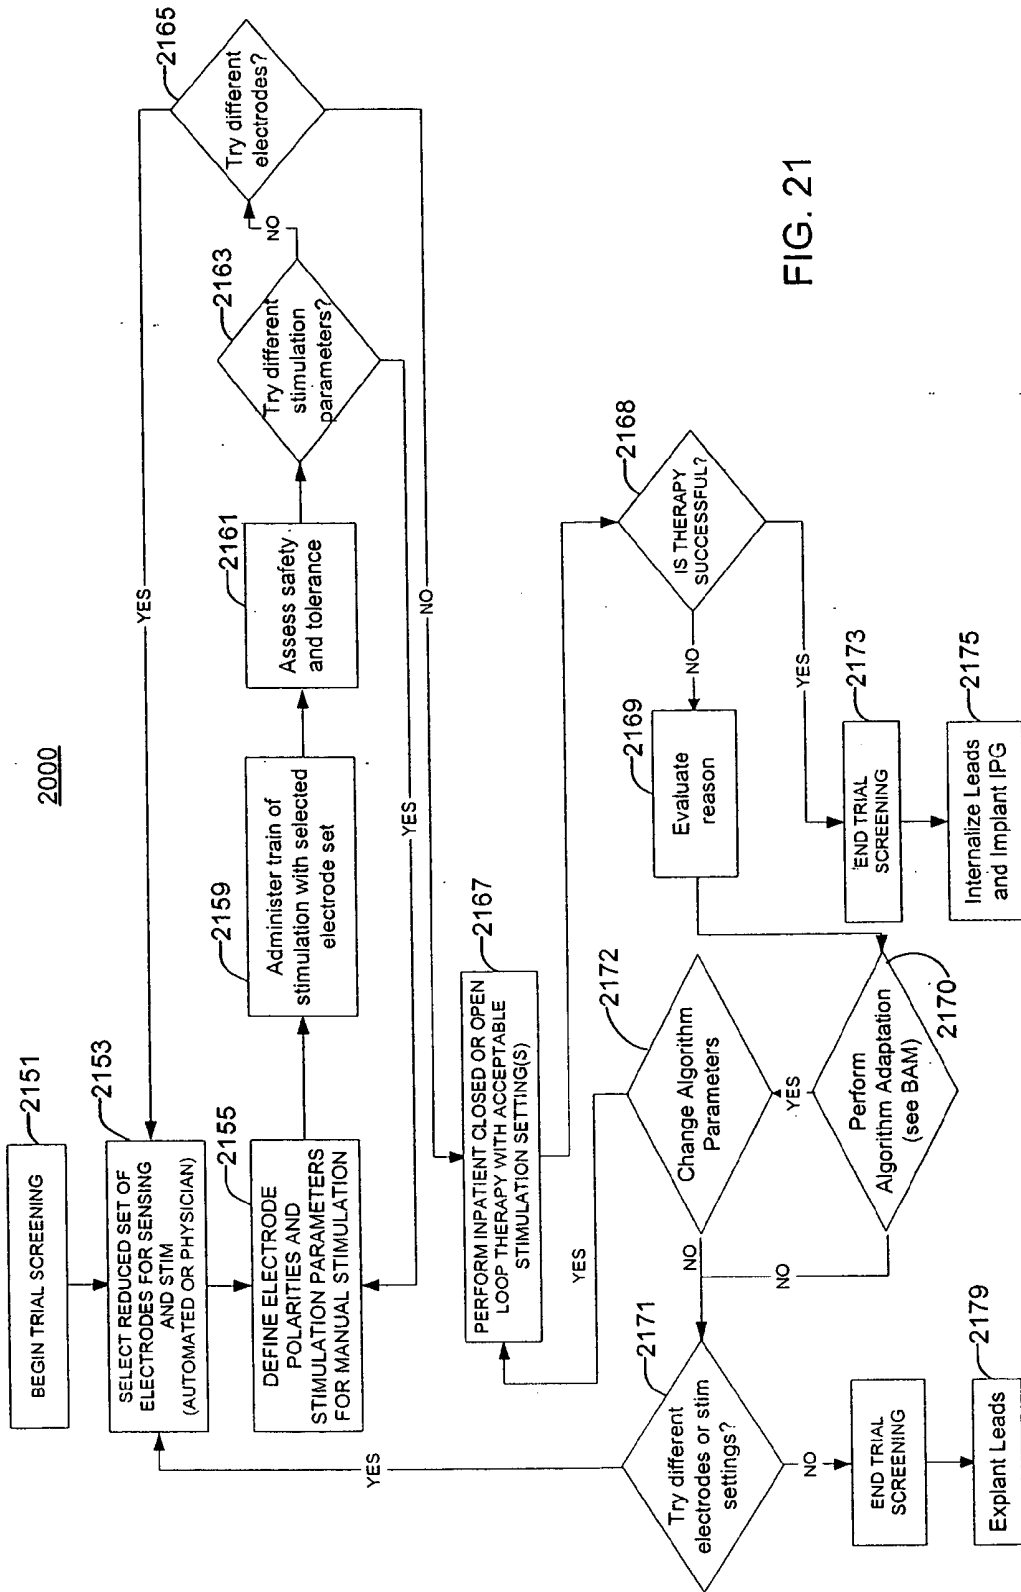 2000
BEGIN TRIAL SCREENING
2151
SELECT REDUCED SET OF
ELECTRODES FOR SENSING
AND STIM
(AUTOMATED OR PHYSICIAN)
2153
DEFINE ELECTRODE
POLARITIES AND
STIMULATION PARAMETERS
FOR MANUAL STIMULATION
2155
Administer train of
stimulation with selected
electrode set
2159
Assess safety
and tolerance
2161
Try different
stimulation
parameters?
2163
NO
YES
Try different
electrodes?
2165
YES
NO
PERFORM INPATIENT CLOSED OR OPEN
LOOP THERAPY WITH ACCEPTABLE
STIMULATION SETTING(S)
2167
IS THERAPY
SUCCESSFUL?
2168
NO
YES
Evaluate
reason
2169
Perform
Algorithm Adaptation
(see BAM)
2170
YES
NO
Change Algorithm
Parameters
2172
YES
NO
Try different
electrodes or stim
settings?
2171
YES
NO
END TRIAL
SCREENING
Explant Leads
2179
END TRIAL
SCREENING
2173
Internalize Leads
and Implant IPG
2175
FIG. 21